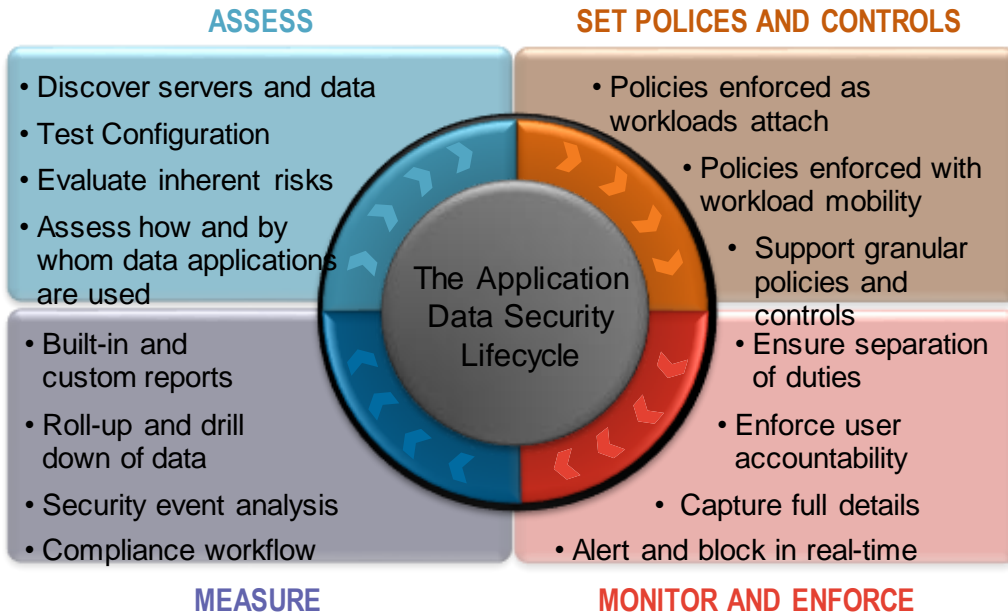 ASSESS
• Discover servers and data
• Test Configuration
• Evaluate inherent risks
• Assess how and by
whom data applications
are used
SET POLICES AND CONTROLS
• Policies enforced as
workloads attach
• Policies enforced with
workload mobility
• Support granular
policies and
controls
The Application
Data Security
Lifecycle
• Built-in and
custom reports
• Roll-up and drill
down of data
• Security event analysis
• Compliance workflow
MEASURE
• Ensure separation
of duties
• Enforce user
accountability
• Capture full details
• Alert and block in real-time
MONITOR AND ENFORCE